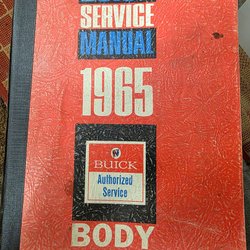 SERVICE
MANUAL
1965
BUICK
Authorized
Service
BODY